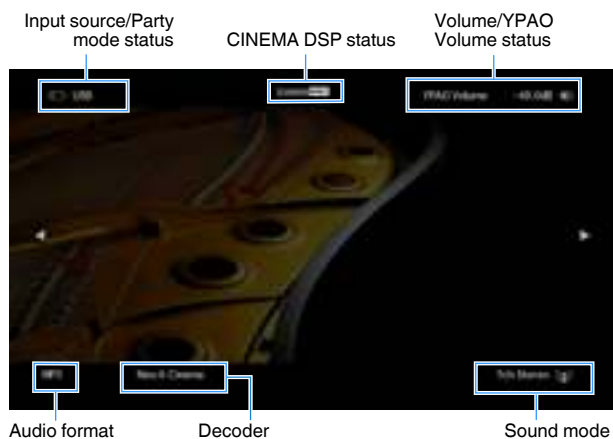 Input source/Party
mode status
CINEMA DSP status
Volume/YPAO
Volume status
USB
YPAO Volume
Audio format
Decoder
Sound mode